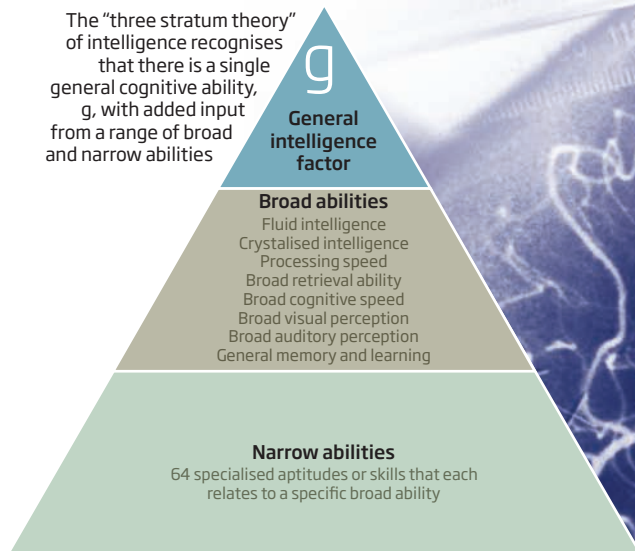 The “three stratum theory”
of intelligence recognises
that there is a single
general cognitive ability,
g, with added input
from a range of broad
and narrow abilities
g
General
intelligence
factor
Broad abilities
Fluid intelligence
Crystalised intelligence
Processing speed
Broad retrieval ability
Broad cognitive speed
Broad visual perception
Broad auditory perception
General memory and learning
Narrow abilities
64 specialised aptitudes or skills that each
relates to a specific broad ability